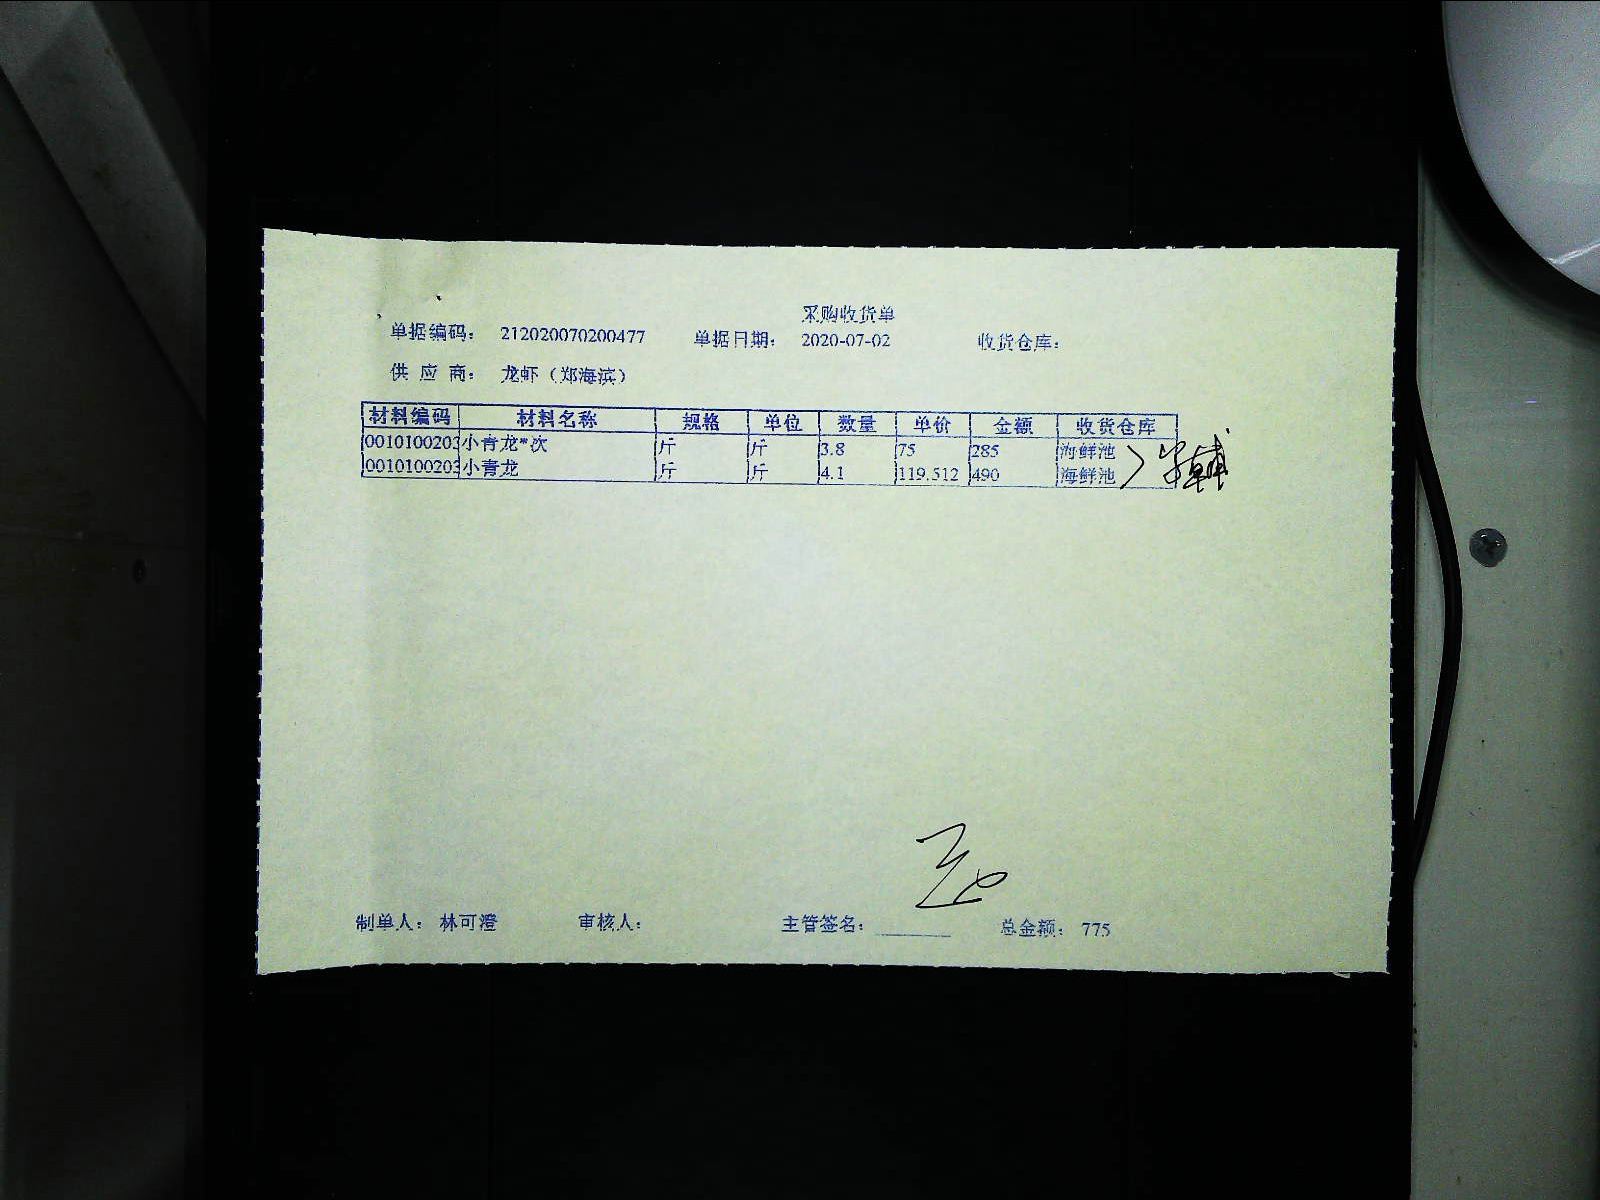 采购收货单
单据编码： 212020070200477 单据日期： 2020-07-02 收货仓库：
供 应 商： 龙虾（郑海滨）
材料编码 材料名称 规格 单位 数量 单价 金额 收货仓库
0010100203 小青龙*次 斤 斤 3.8 75 285 海鲜池
0010100203 小青龙 斤 斤 4.1 119.512 490 海鲜池
制单人： 林可澄 审核人： 主管签名： 总金额： 775